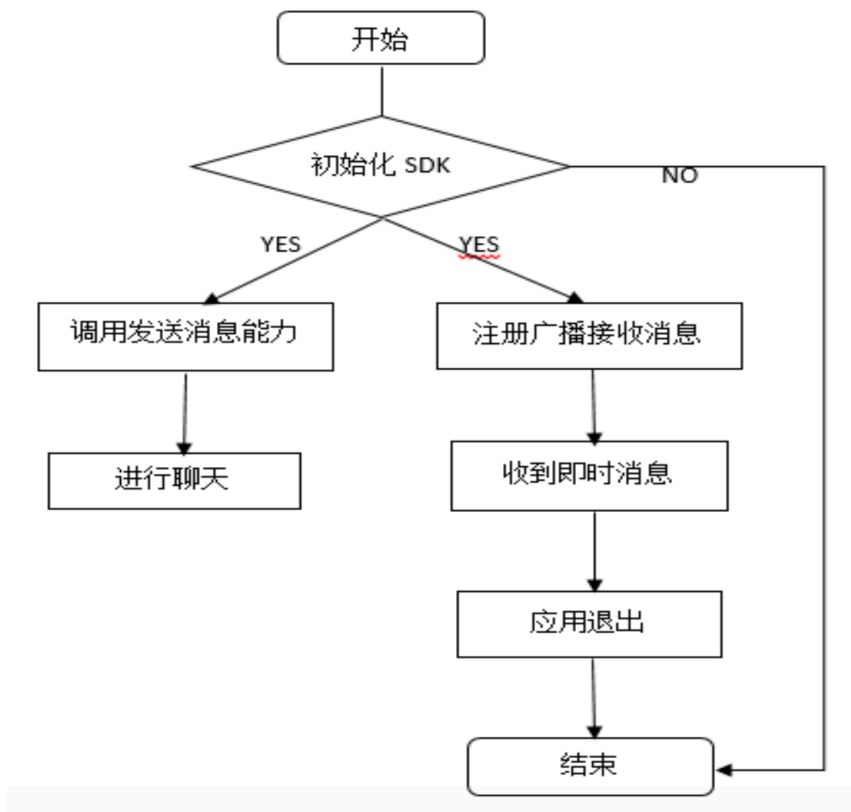 开始
初始化 SDK
NO
YES
YES
调用发送消息能力
注册广播接收消息
进行聊天
收到即时消息
应用退出
结束